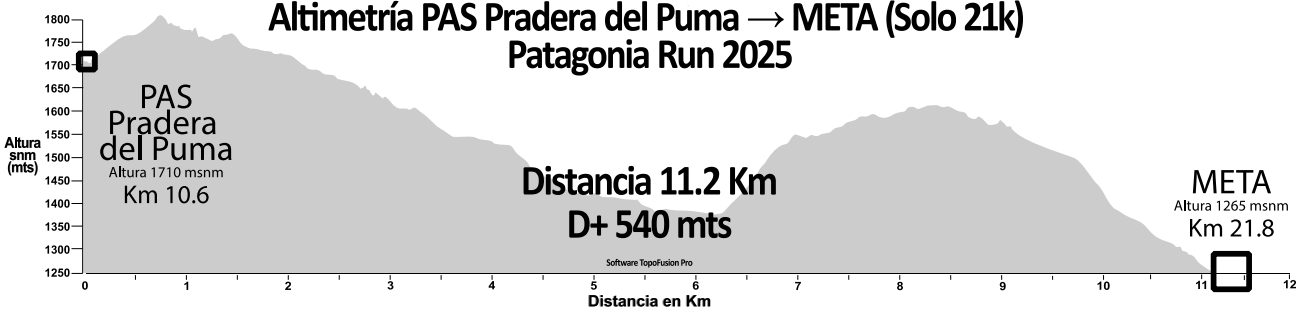 Altimetría PAS Pradera del Puma → META (Solo 21k)
Patagonia Run 2025
1800
1750
1700
1650
1600
1550
1500
1450
1400
1350
1300
1250
Altura
snm
(mts)
PAS
Pradera
del Puma
Altura 1710 msnm
Km 10.6
Distancia 11.2 Km
D+ 540 mts
Software TopoFusion Pro
META
Altura 1265 msnm
Km 21.8
0 1 2 3 4 5 6 7 8 9 10 11 12
Distancia en Km